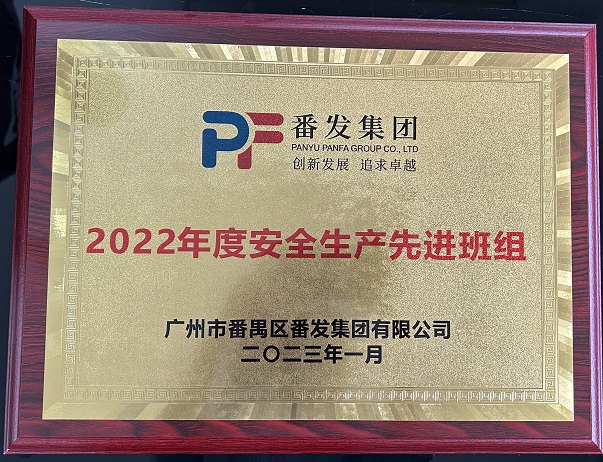 PF
番发集团
PANYU PANFA GROUP CO., LTD
创新发展 追求卓越
2022年度安全生产先进班组
广州市番禺区番发集团有限公司
二〇二三年一月